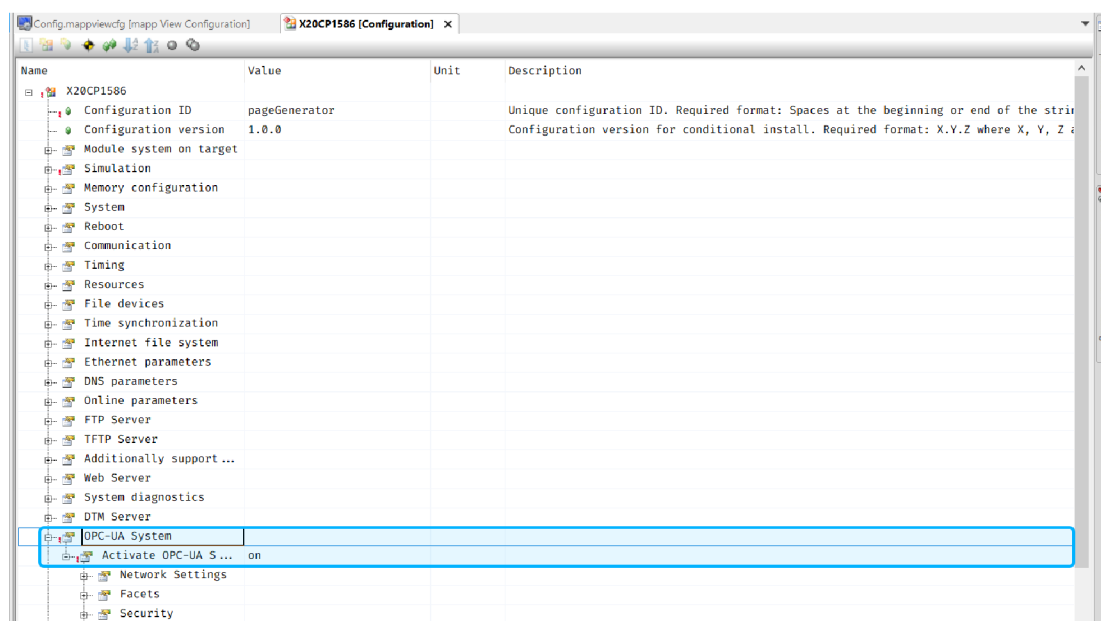 Config.mappviewcfg [mapp View Configuration] X20CP1586 [Configuration]
Name Value Unit Description
X20CP1586
Configuration ID pageGenerator Unique configuration ID. Required format: Spaces at the beginning or end of the strin
Configuration version 1.0.0 Configuration version for conditional install. Required format: X.Y.Z where X, Y, Z a
Module system on target
Simulation
Memory configuration
System
Reboot
Communication
Timing
Resources
File devices
Time synchronization
Internet file system
Ethernet parameters
DNS parameters
Online parameters
FTP Server
TFTP Server
Additionally support ...
Web Server
System diagnostics
DTM Server
OPC-UA System
Activate OPC-UA S... on
Network Settings
Facets
Security